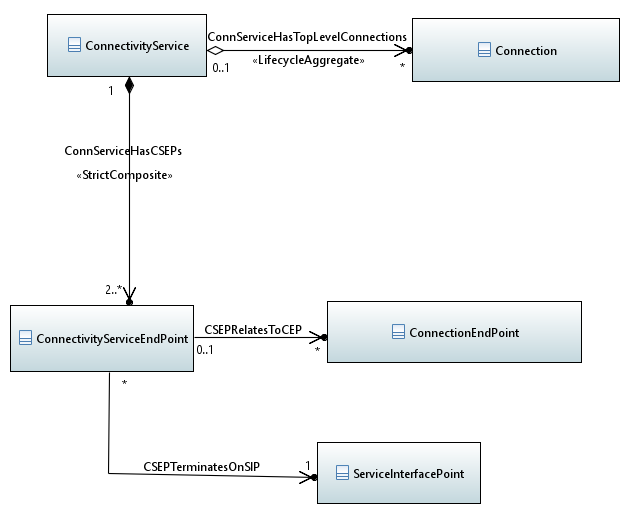 ConnectivityService
ConnServiceHasTopLevelConnections
Connection
0..1
«LifecycleAggregate»
*
1
ConnServiceHasCSEPs
«StrictComposite»
2..*
ConnectivityServiceEndPoint
CSEPRelatesToCEP
ConnectionEndPoint
0..1
*
*
CSEPTerminatesOnSIP
1
ServiceInterfacePoint